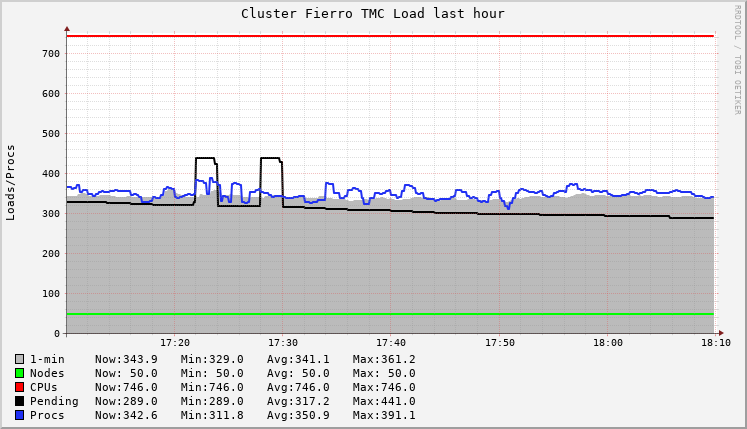 Cluster Fierro TMC Load last hour
RRDTOOL / TOBI OETIKER
Loads/Procs
700
600
500
400
300
200
100
0
17:20 17:30 17:40 17:50 18:00 18:10
1-min Now:343.9 Min:329.0 Avg:341.1 Max:361.2
Nodes Now: 50.0 Min: 50.0 Avg: 50.0 Max: 50.0
CPUs Now:746.0 Min:746.0 Avg:746.0 Max:746.0
Pending Now:289.0 Min:289.0 Avg:317.2 Max:441.0
Procs Now:342.6 Min:311.8 Avg:350.9 Max:391.1